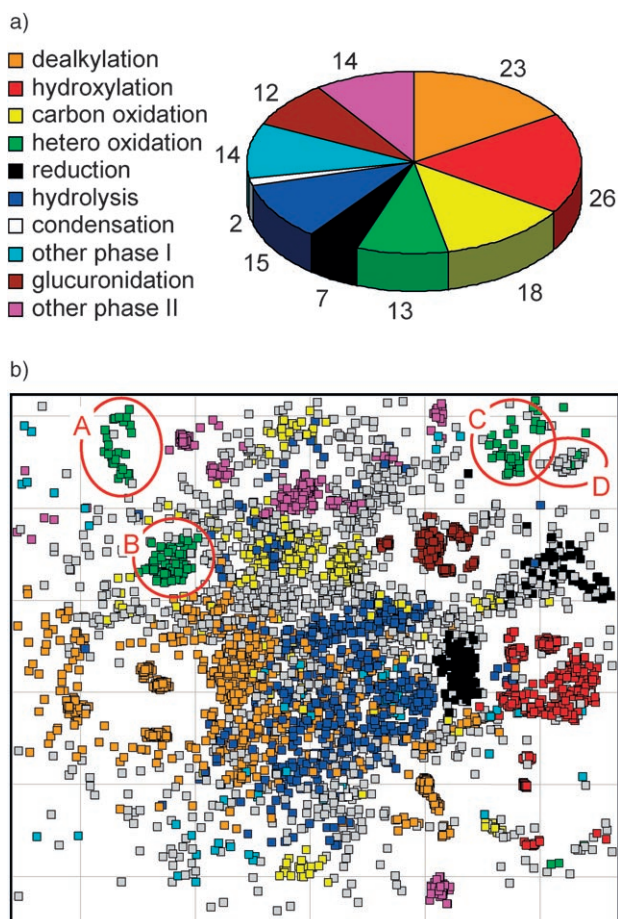 a)
dealkylation
hydroxylation
carbon oxidation
hetero oxidation
reduction
hydrolysis
condensation
other phase I
glucuronidation
other phase II
23
26
18
13
7
15
2
14
12
14
b)
A
B
C
D